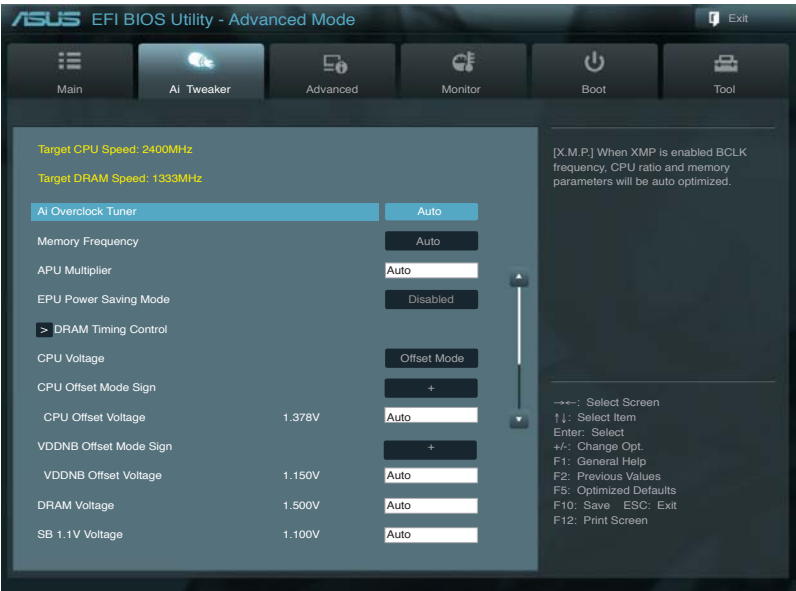 ASUS EFI BIOS Utility - Advanced Mode
Exit
Main
Ai Tweaker
Advanced
Monitor
Boot
Tool
Target CPU Speed: 2400MHz
Target DRAM Speed: 1333MHz
Ai Overclock Tuner Auto
Memory Frequency Auto
APU Multiplier Auto
EPU Power Saving Mode Disabled
> DRAM Timing Control
CPU Voltage Offset Mode
CPU Offset Mode Sign +
CPU Offset Voltage 1.378V Auto
VDDNB Offset Mode Sign +
VDDNB Offset Voltage 1.150V Auto
DRAM Voltage 1.500V Auto
SB 1.1V Voltage 1.100V Auto
[X.M.P.] When XMP is enabled BCLK
frequency, CPU ratio and memory
parameters will be auto optimized.
→←: Select Screen
↑↓: Select Item
Enter: Select
+/-: Change Opt.
F1: General Help
F2: Previous Values
F5: Optimized Defaults
F10: Save ESC: Exit
F12: Print Screen